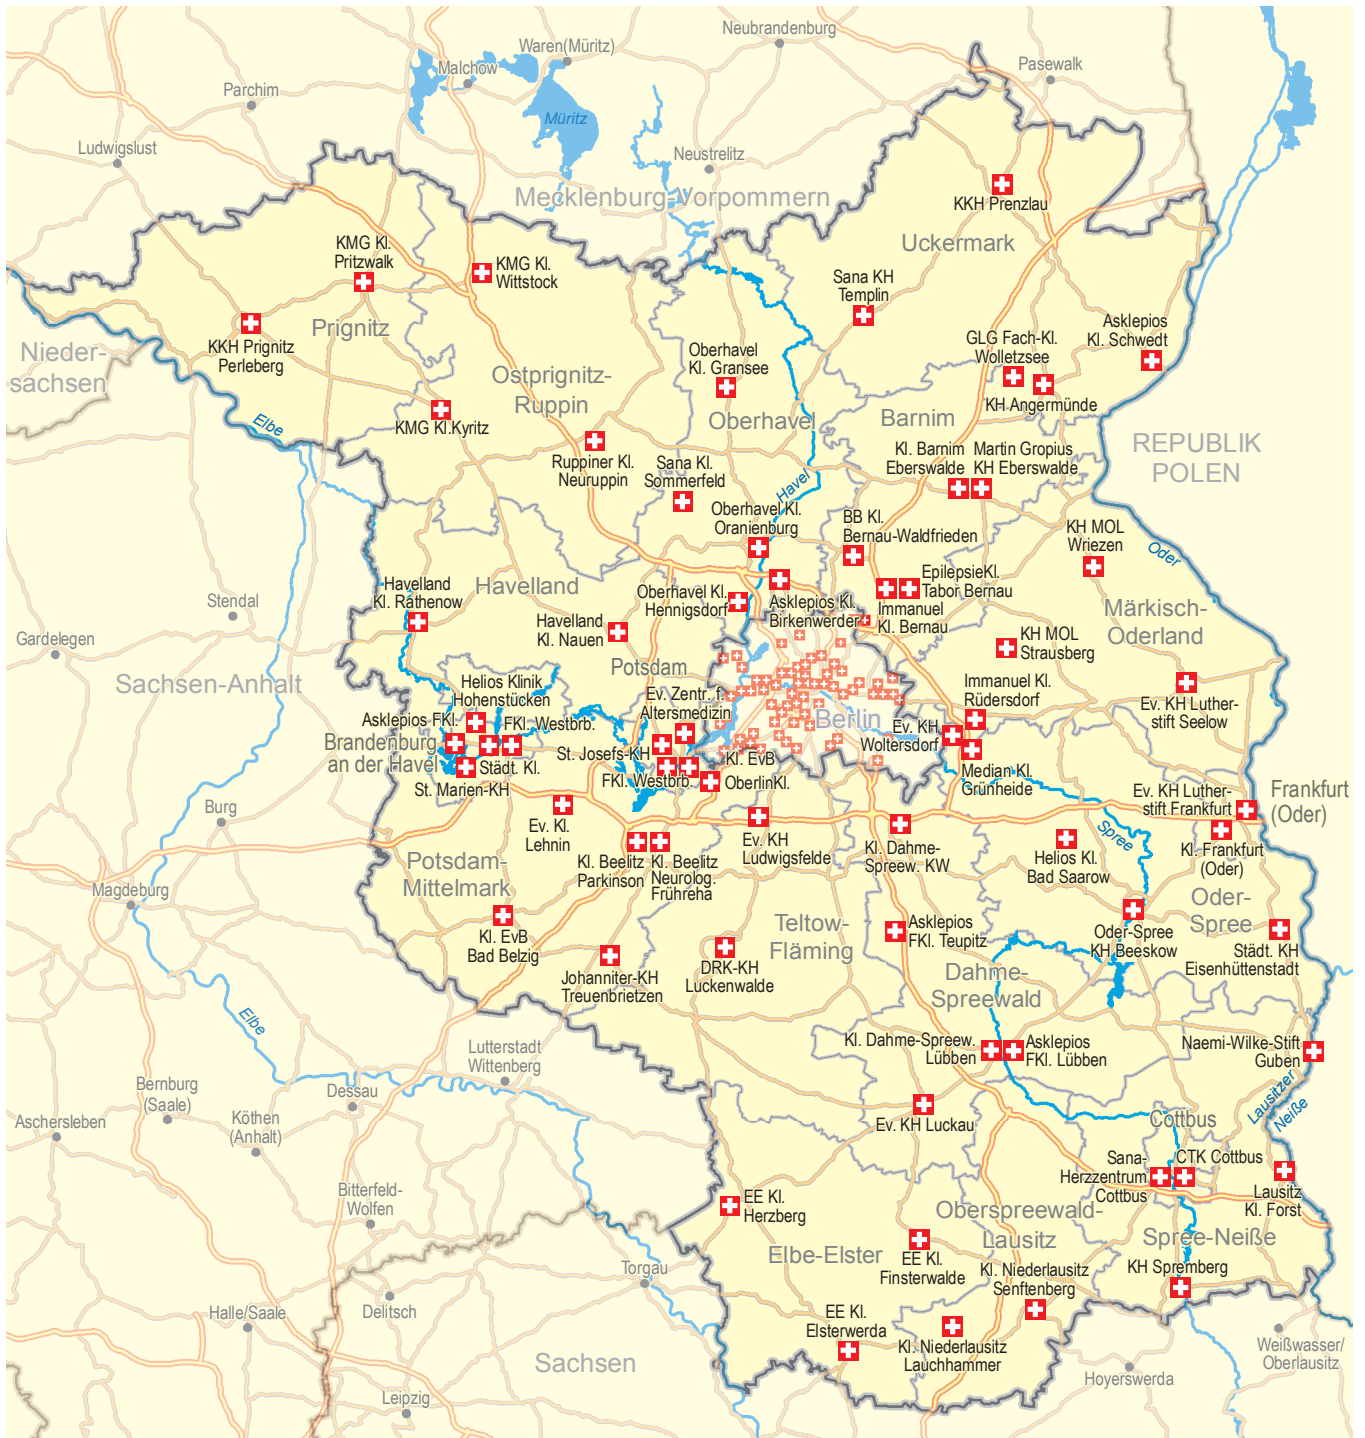 Neubrandenburg
Waren(Müritz)
Malchow
Pasewalk
Parchim
Müritz
Ludwigslust
Neustrelitz
Mecklenburg-Vorpommern
KKH Prenzlau
Uckermark
KMG Kl.
Pritzwalk
KMG Kl.
Wittstock
Sana KH
Templin
Prignitz
KKH Prignitz
Perleberg
Nieder-
sachsen
Asklepios
Kl. Schwedt
GLG Fach-Kl.
Wolletzsee
KH Angermünde
Oberhavel
Kl. Gransee
Ostprignitz-
Ruppin
Oberhavel
Barnim
Elbe
KMG Kl.Kyritz
REPUBLIK
POLEN
Ruppiner Kl.
Neuruppin
Sana Kl.
Sommerfeld
Kl. Barnim
Eberswalde
Martin Gropius
KH Eberswalde
Havel
Oberhavel Kl.
Oranienburg
BB Kl.
Bernau-Waldfrieden
KH MOL
Wriezen
Oder
Havelland
Kl. Rathenow
Havelland
Oberhavel Kl.
Hennigsdorf
Asklepios Kl.
Birkenwerder
EpilepsieKl.
Tabor Bernau
Immanuel
Kl. Bernau
Märkisch-
Oderland
Stendal
Gardelegen
Havelland
Kl. Nauen
KH MOL
Strausberg
Sachsen-Anhalt
Potsdam
Helios Klinik
Hohenstücken
Ev. Zentr. f.
Altersmedizin
Immanuel Kl.
Rüdersdorf
Ev. KH Luther-
stift Seelow
Asklepios FKl.
FKl. Westbrb.
Berlin
Ev. KH
Woltersdorf
Brandenburg
an der Havel
Städt. Kl.
St. Marien-KH
St. Josefs-KH
Kl. EvB
FKl. Westbrb.
OberlinKl.
Median Kl.
Grünheide
Ev. KH Luther-
stift Frankfurt
Frankfurt
(Oder)
Burg
Ev. Kl.
Lehnin
Ev. KH
Ludwigsfelde
Kl. Dahme-
Spreew. KW
Spree
Helios Kl.
Bad Saarow
Kl. Frankfurt
(Oder)
Potsdam-
Mittelmark
Kl. Beelitz
Parkinson
Kl. Beelitz
Neurolog.
Frühreha
Magdeburg
Oder-
Spree
Kl. EvB
Bad Belzig
Teltow-
Fläming
Asklepios
FKl. Teupitz
Oder-Spree
KH Beeskow
Städt. KH
Eisenhüttenstadt
Johanniter-KH
Treuenbrietzen
DRK-KH
Luckenwalde
Dahme-
Spreewald
Elbe
Lutterstadt
Wittenberg
Kl. Dahme-Spreew.
Lübben
Asklepios
FKl. Lübben
Naemi-Wilke-Stift
Guben
Bernburg
(Saale)
Dessau
Aschersleben
Köthen
(Anhalt)
Ev. KH Luckau
Cottbus
Lausitzer
Neiße
Sana-
Herzzentrum
Cottbus
CTK Cottbus
Bitterfeld-
Wolfen
EE Kl.
Herzberg
Lausitz
Kl. Forst
Oberspreewald-
Lausitz
Spree-Neiße
Elbe-Elster
EE Kl.
Finsterwalde
Kl. Niederlausitz
Senftenberg
KH Spremberg
Torgau
Halle/Saale
Delitsch
EE Kl.
Elsterwerda
Kl. Niederlausitz
Lauchhammer
Weißwasser/
Oberlausitz
Sachsen
Hoyerswerda
Leipzig